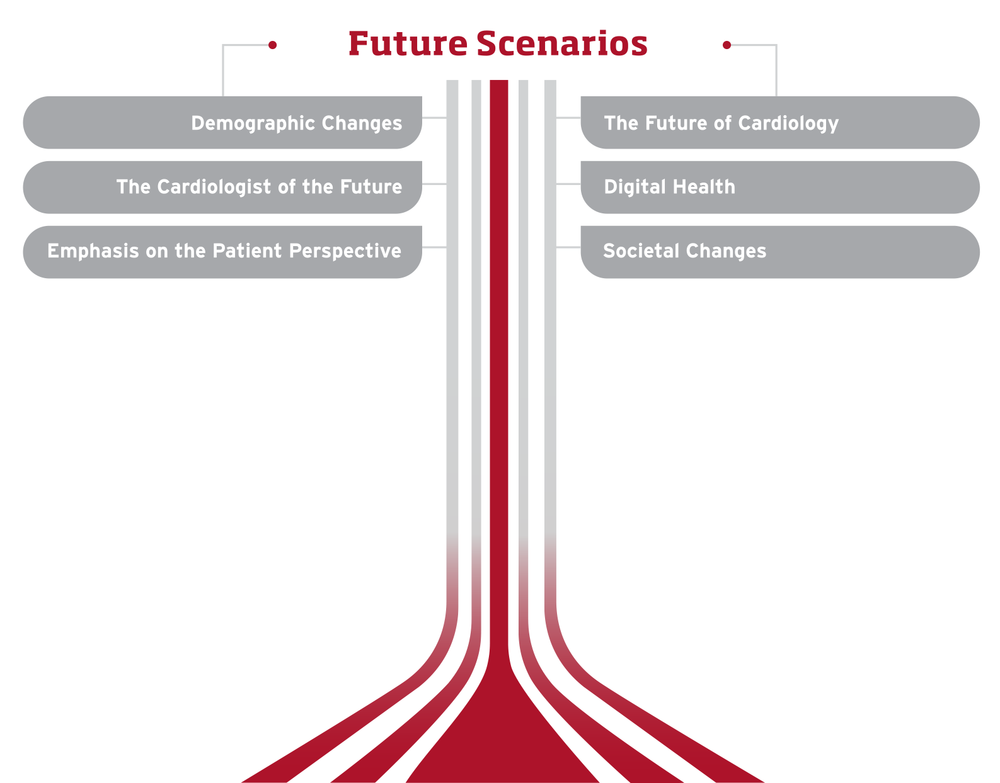 Future Scenarios
Demographic Changes
The Cardiologist of the Future
Emphasis on the Patient Perspective
The Future of Cardiology
Digital Health
Societal Changes